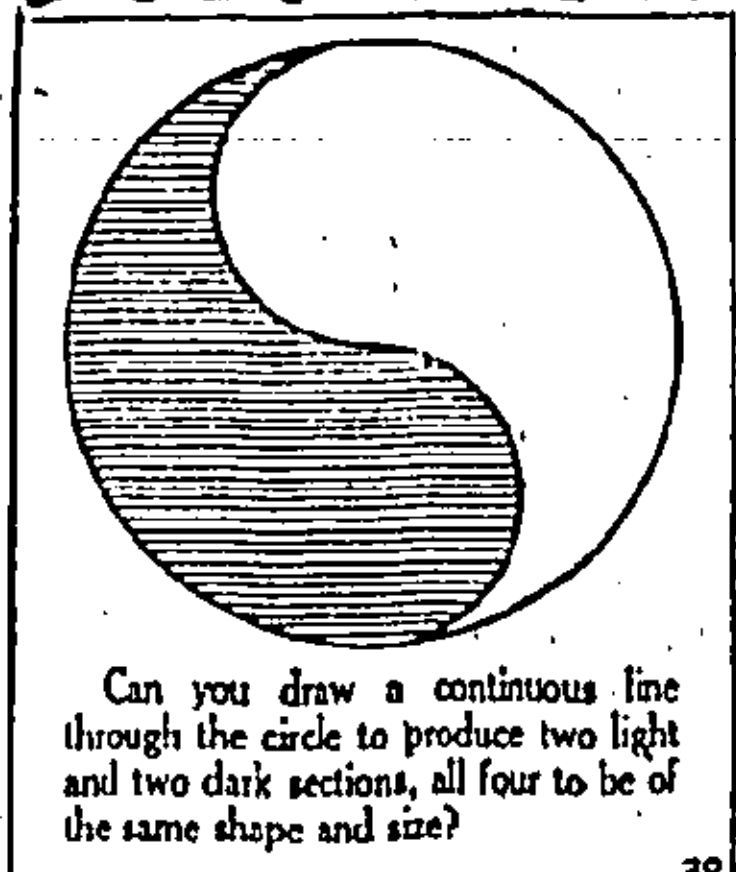 Can you draw a continuous line
through the circle to produce two light
and two dark sections, all four to be of
the same shape and size?